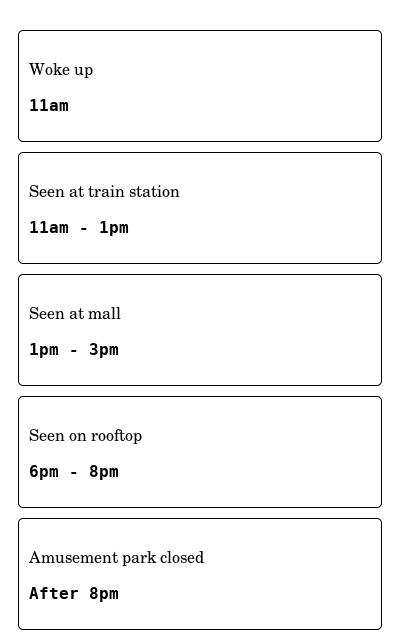 Woke up
11am
Seen at train station
11am - 1pm
Seen at mall
1pm - 3pm
Seen on rooftop
6pm - 8pm
Amusement park closed
After 8pm